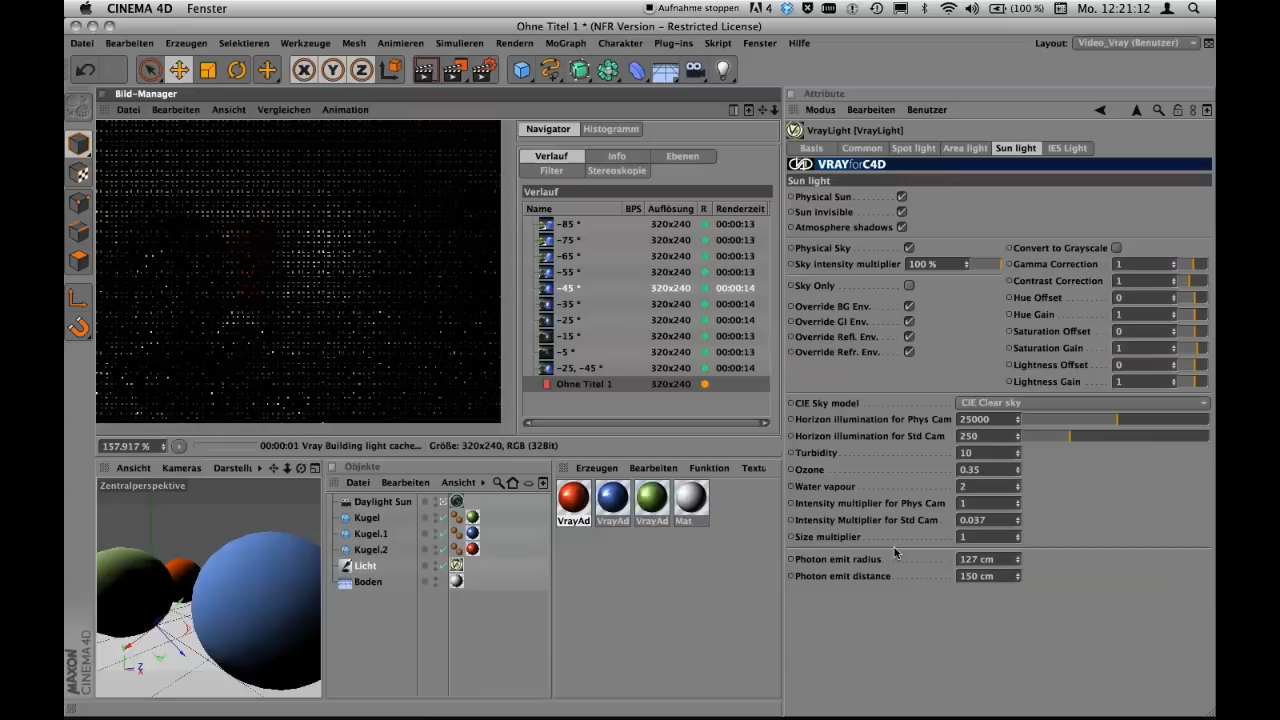 CINEMA 4D Fenster Aufnahme stoppen 4 (100 %) Mo. 12:21:12
Ohne Titel 1 * (NFR Version - Restricted License)
Datei Bearbeiten Erzeugen Selektieren Werkzeuge Mesh Animieren Simulieren Rendern MoGraph Charakter Plug-ins Skript Fenster Hilfe Layout: Video_Vray (Benutzer)
X Y Z
Bild-Manager
Datei Bearbeiten Ansicht Vergleichen Animation
Navigator Histogramm
Verlauf Info Ebenen
Filter Stereoskopie
Verlauf
Name BPS Auflösung R Renderzeit
-85 * 320x240 00:00:13
-75 * 320x240 00:00:13
-65 * 320x240 00:00:13
-55 * 320x240 00:00:13
-45 * 320x240 00:00:14
-35 * 320x240 00:00:14
-25 * 320x240 00:00:14
-15 * 320x240 00:00:13
-5 * 320x240 00:00:13
-25, -45 * 320x240 00:00:14
Ohne Titel 1 320x240
157.917 % 00:00:01 Vray Building light cache... Größe: 320x240, RGB (32Bit)
Attribute
Modus Bearbeiten Benutzer
VrayLight [VrayLight]
Basis Common Spot light Area light Sun light IES Light
VRAYforC4D
Sun light
Physical Sun
Sun invisible
Atmosphere shadows
Physical Sky Convert to Grayscale
Sky intensity multiplier 100 % Gamma Correction 1
Sky Only Contrast Correction 1
Hue Offset 0
Override BG Env. Hue Gain 1
Override GI Env. Saturation Offset 0
Override Refl. Env. Saturation Gain 1
Override Refr. Env. Lightness Offset 0
Lightness Gain 1
CIE Sky model CIE Clear sky
Horizon illumination for Phys Cam 25000
Horizon illumination for Std Cam 250
Turbidity 10
Ozone 0.35
Water vapour 2
Intensity multiplier for Phys Cam 1
Intensity Multiplier for Std Cam 0.037
Size multiplier 1
Photon emit radius 127 cm
Photon emit distance 150 cm
Ansicht Kameras Darstell
Zentralperspektive
Z
X
Objekte
Datei Bearbeiten Ansicht
Daylight Sun
Kugel
Kugel.1
Kugel.2
Licht
Boden
Erzeugen Bearbeiten Funktion Textu
VrayAd VrayAd VrayAd Mat
MAXON
CINEMA 4D